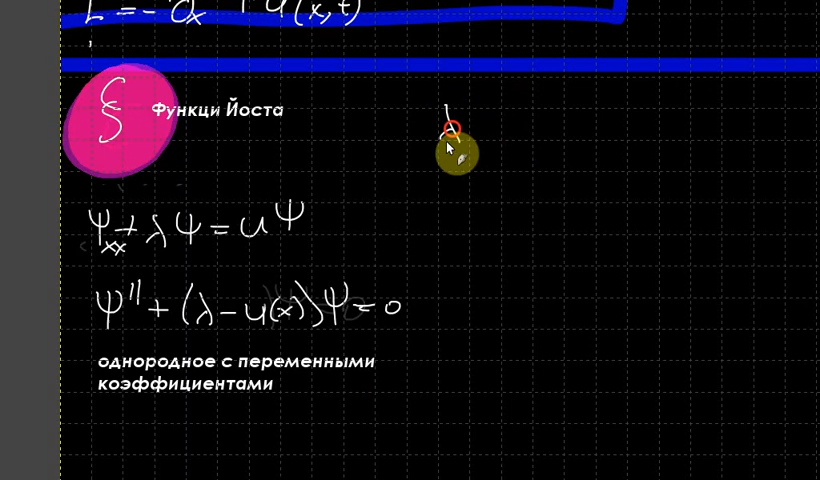 L = - ∂x + u(x,t)
§ Функци Йоста
λ
Ψxx + λΨ = uΨ
Ψ'' + (λ - u(x))Ψ = 0
однородное с переменными
коэффициентами